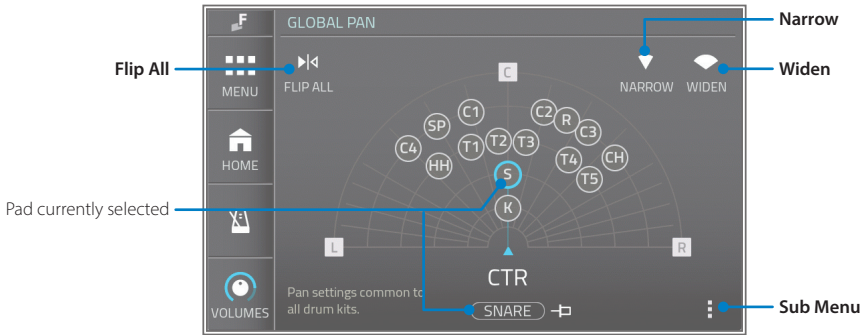 F
GLOBAL PAN
Narrow
Flip All
Widen
FLIP ALL
C
NARROW
WIDEN
MENU
C1
C2
R
SP
C3
C4
T1
T2
T3
T4
CH
HH
T5
HOME
S
Pad currently selected
K
L
R
CTR
Pan settings common to
all drum kits.
SNARE
VOLUMES
Sub Menu